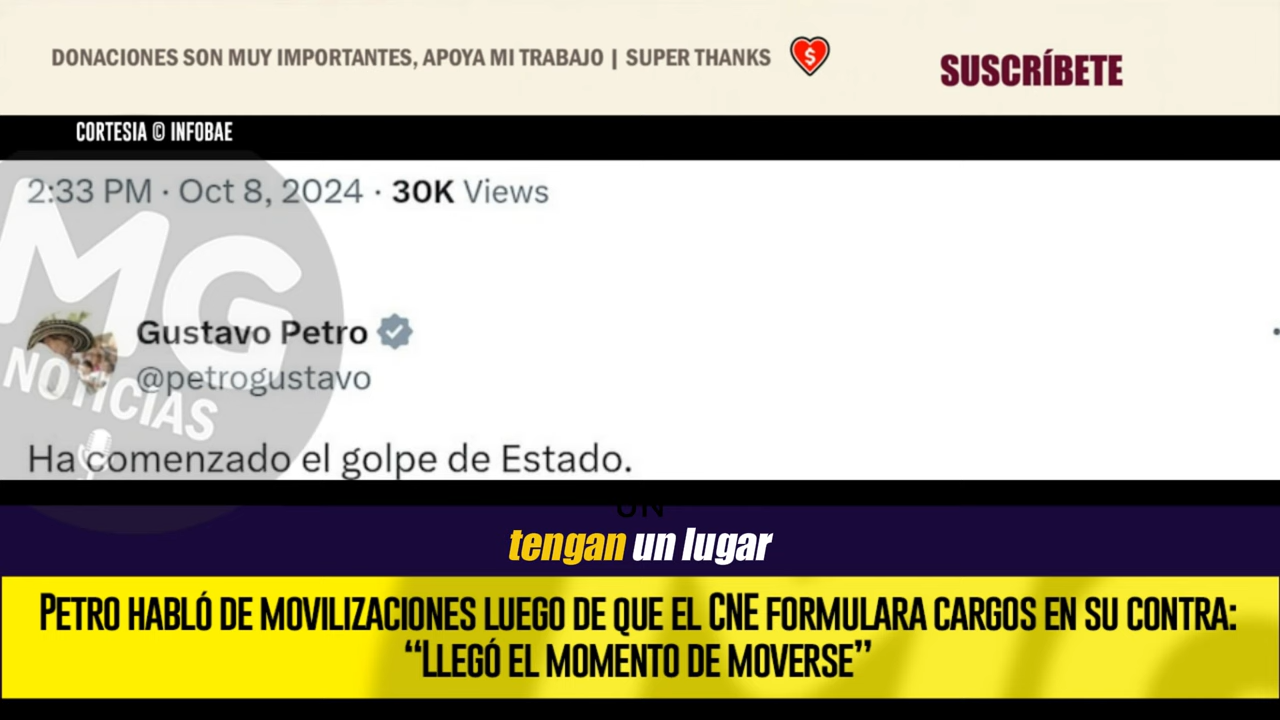 DONACIONES SON MUY IMPORTANTES, APOYA MI TRABAJO | SUPER THANKS
SUSCRÍBETE
CORTESIA © INFOBAE
2:33 PM · Oct 8, 2024 · 30K Views
MG
NOTICIAS
Gustavo Petro
@petrogustavo
Ha comenzado el golpe de Estado.
UN
tengan un lugar
PETRO HABLÓ DE MOVILIZACIONES LUEGO DE QUE EL CNE FORMULARA CARGOS EN SU CONTRA:
“LLEGÓ EL MOMENTO DE MOVERSE”